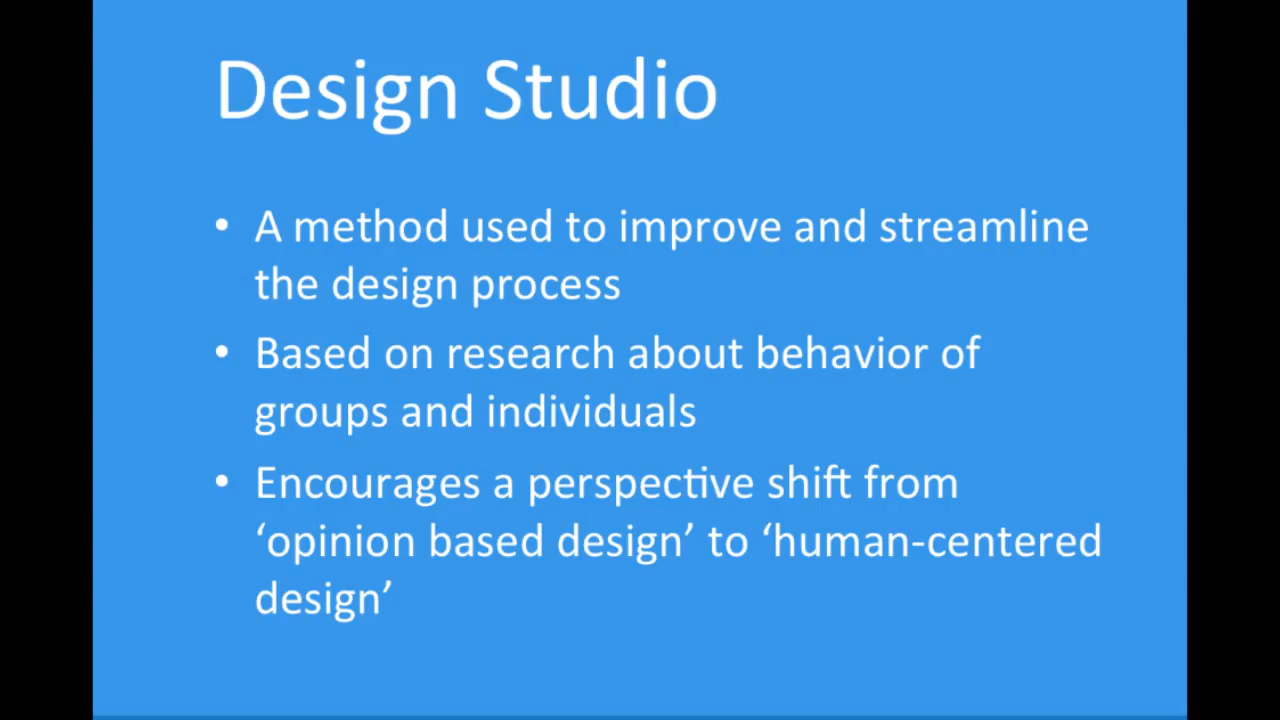 Design Studio
• A method used to improve and streamline
the design process
• Based on research about behavior of
groups and individuals
• Encourages a perspective shift from
‘opinion based design’ to ‘human-centered
design’